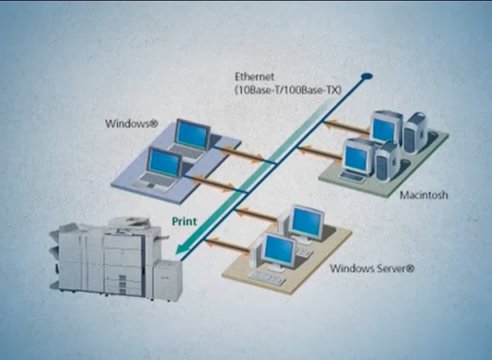 Ethernet
(10Base-T/100Base-TX)
Windows®
Macintosh
Print
Windows Server®